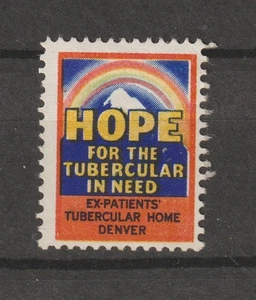 HOPE
FOR THE
TUBERCULAR
IN NEED
EX-PATIENTS'
TUBERCULAR HOME
DENVER